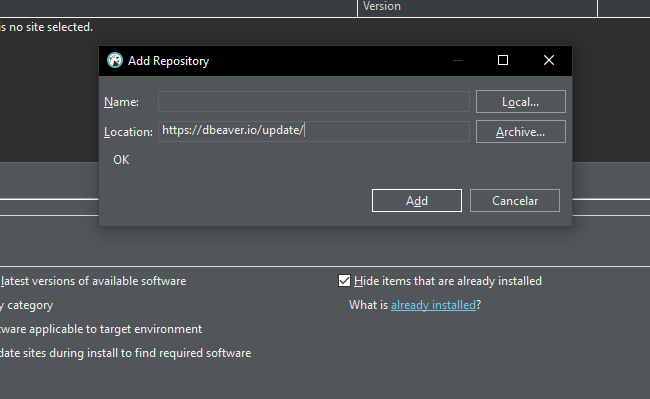 Version
is no site selected.
Add Repository
Name:
Local...
Location: https://dbeaver.io/update/
Archive...
OK
Add
Cancelar
latest versions of available software
Hide items that are already installed
y category
What is already installed?
tware applicable to target environment
date sites during install to find required software